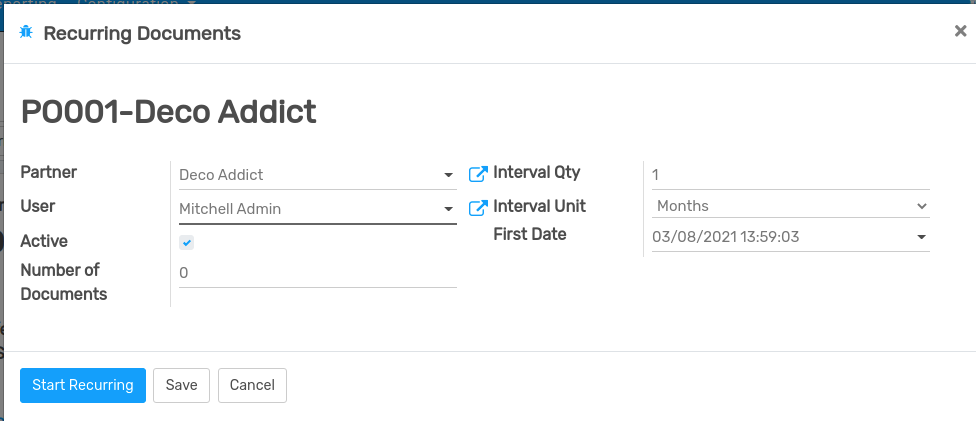 Configuration
Recurring Documents
PO001-Deco Addict
Partner
Deco Addict
Interval Qty
1
User
Mitchell Admin
Interval Unit
Months
Active
First Date
03/08/2021 13:59:03
Number of
Documents
0
Start Recurring
Save
Cancel